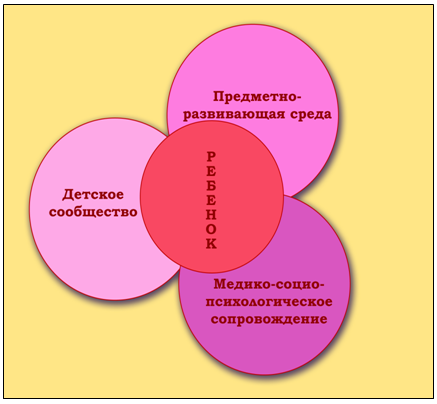 Предметно-
развивающая среда
Детское
сообщество
Р
Е
Б
Е
Н
О
К
Медико-социо-
психологическое
сопровождение